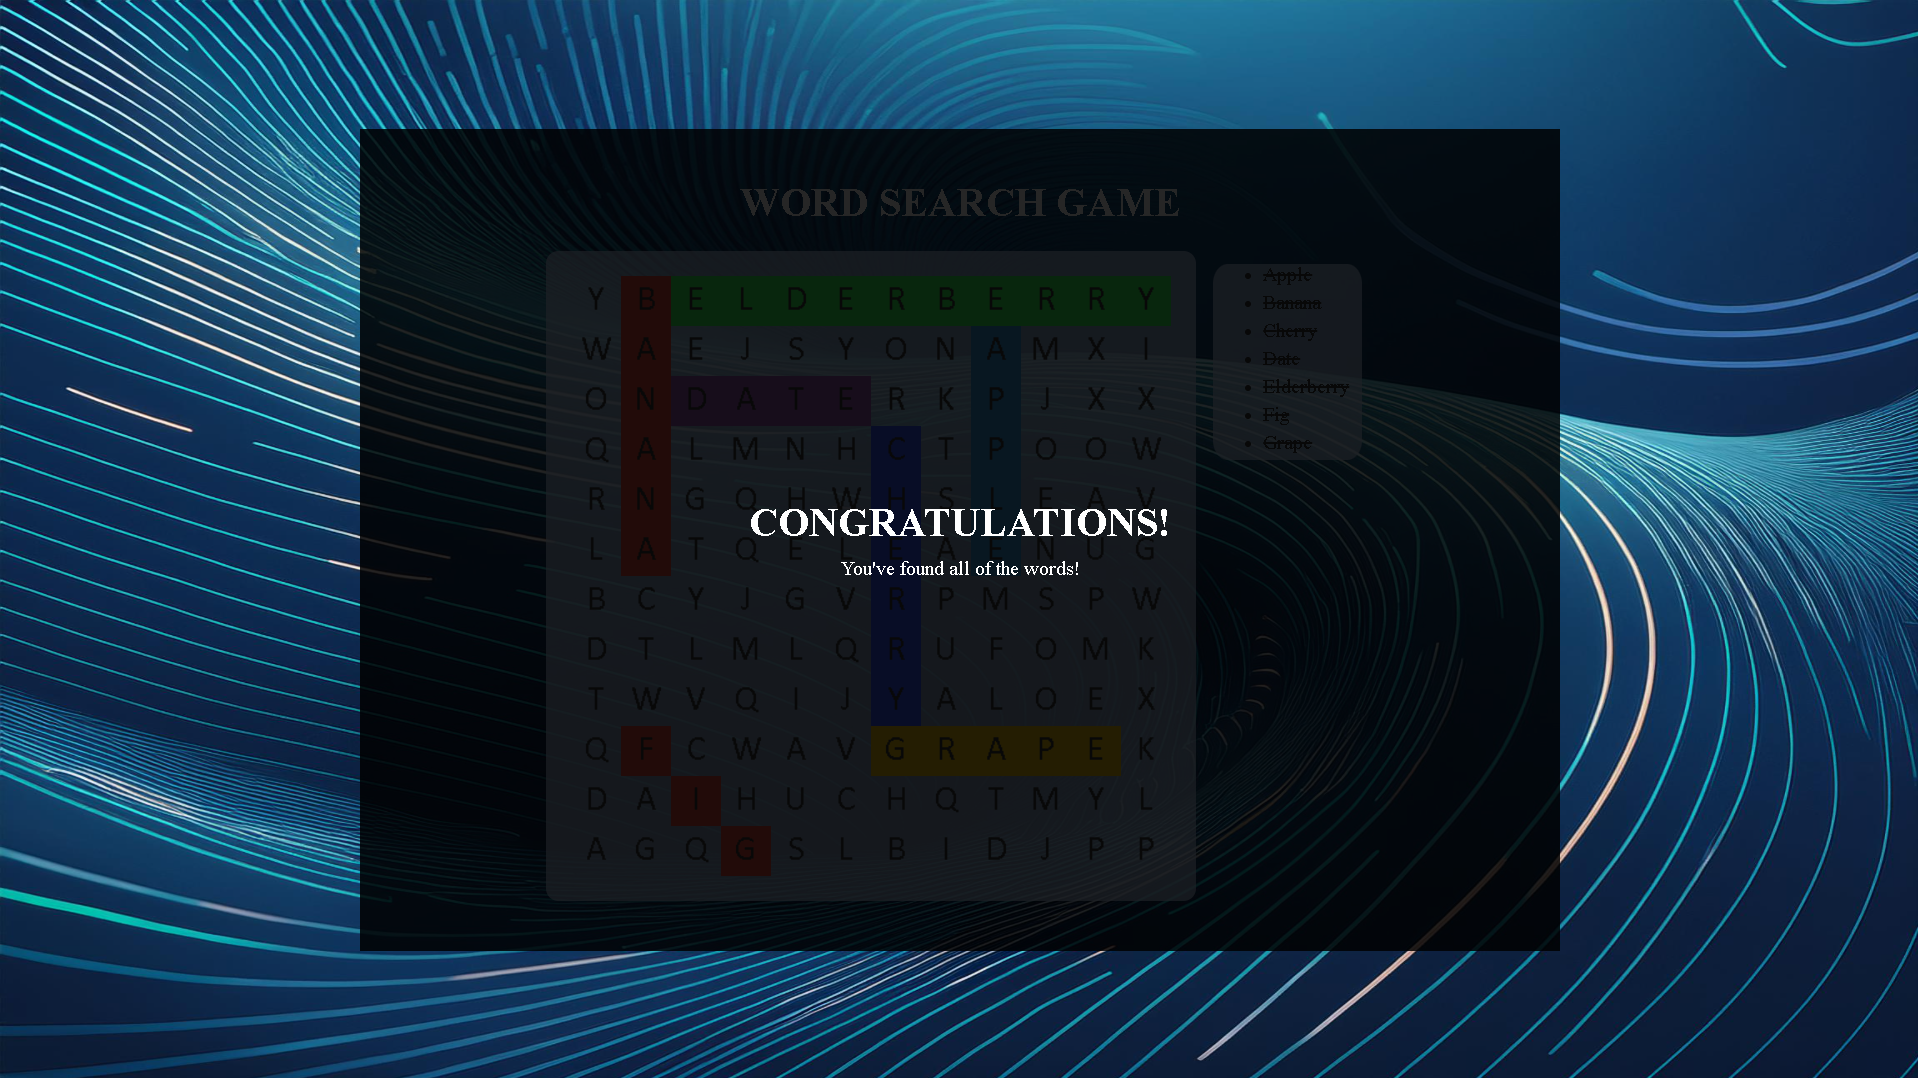 WORD SEARCH GAME
Y B E L D E R B E R R Y
W A E J S Y O N A M X I
O N D A T E R K P J X X
Q A L M N H C T P O O W
R N G Q H W H S L F A V
L A T Q E L E A E N U G
B C Y J G V R P M S P W
D T L M L Q R U F O M K
T W V Q I J Y A L O E X
Q F C W A V G R A P E K
D A I H U C H Q T M Y L
A G Q G S L B I D J P P
Apple
Banana
Cherry
Date
Elderberry
Fig
Grape
CONGRATULATIONS!
You've found all of the words!